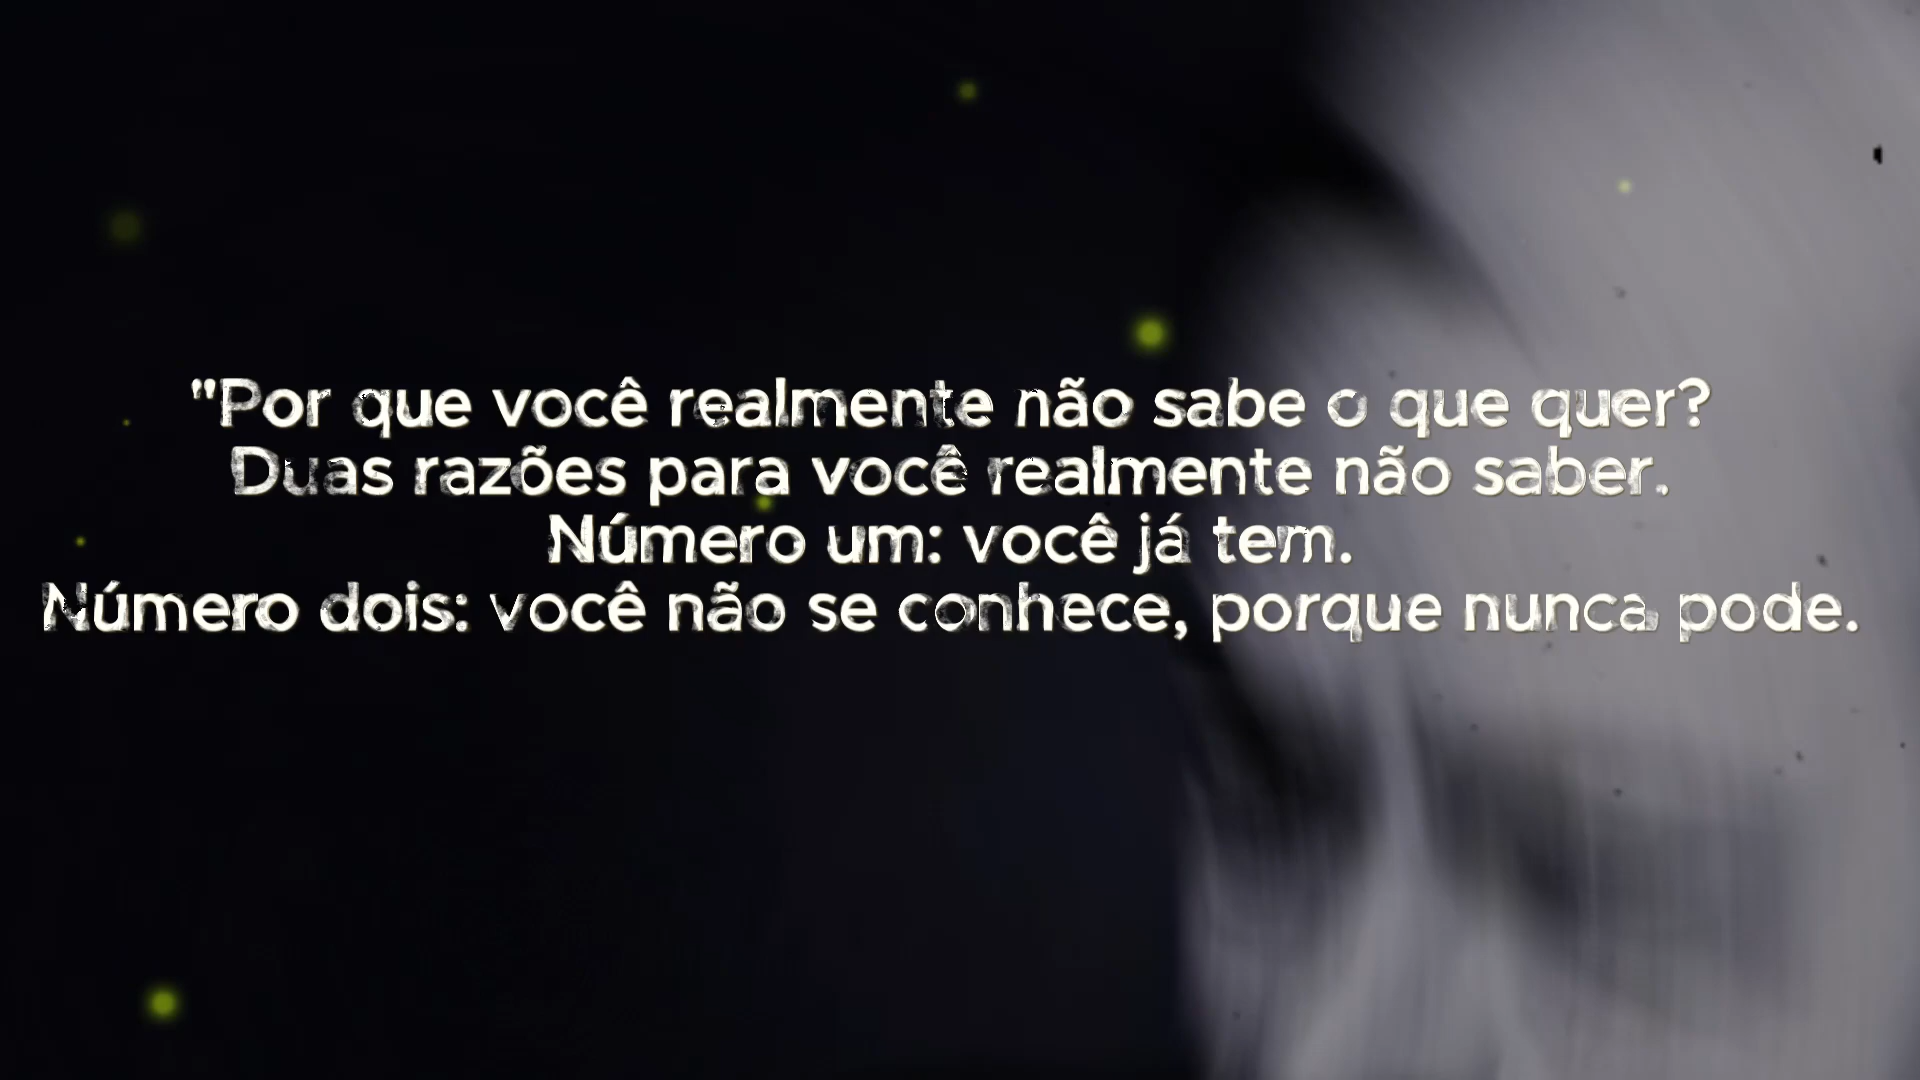 "Por que você realmente não sabe o que quer?
Duas razões para você realmente não saber.
Número um: você já tem.
Número dois: você não se conhece, porque nunca pode.